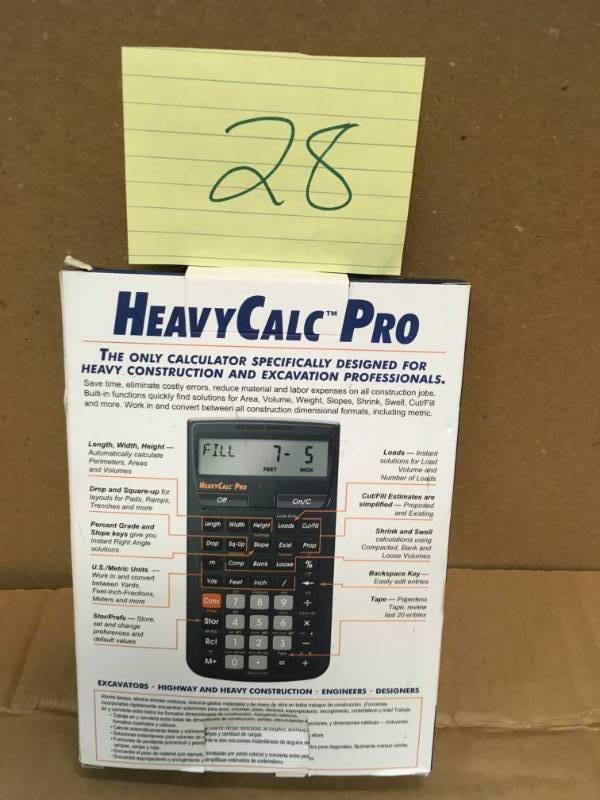 28
HEAVYCALC™ PRO
THE ONLY CALCULATOR SPECIFICALLY DESIGNED FOR
HEAVY CONSTRUCTION AND EXCAVATION PROFESSIONALS.
Save time, eliminate costly errors, reduce material and labor expenses on all construction jobs.
Built-in functions quickly find solutions for Area, Volume, Weight, Slopes, Shrink, Swell, Cut/Fill
and more. Work in and convert between all construction dimensional formats, including metric.
Length, Width, Height —
Automatically calculate
Perimeters, Areas
and Volumes
Drop and Square-up for
layouts for Pads, Ramps,
Trenches and more
Percent Grade and
Slope keys give you
instant Right Angle
solutions
U.S./Metric Units —
Work in and convert
between Yards,
Feet-Inch-Fractions,
Meters and more
Stor/Prefs — Store,
set and change
preferences and
default values
FILL 7- 5
FEET INCH
HEAVYCALC PRO
Off On/C
Length Width Height Loads Cut/Fill
Drop Sq-Up Slope Exist Prop
m Comp Bank Loose %
Yds Feet Inch /
Conv 7 8 9 ÷
Stor 4 5 6 ×
Rcl 1 2 3 −
M+ 0 • = +
Loads — Instant
solutions for Load
Volume and
Number of Loads
Cut/Fill Estimates are
simplified — Proposed
and Existing
Shrink and Swell
calculations using
Compacted, Bank and
Loose Volumes
Backspace Key —
Easily edit entries
Tape — Paperless
Tape; review
last 20 entries
EXCAVATORS · HIGHWAY AND HEAVY CONSTRUCTION · ENGINEERS · DESIGNERS